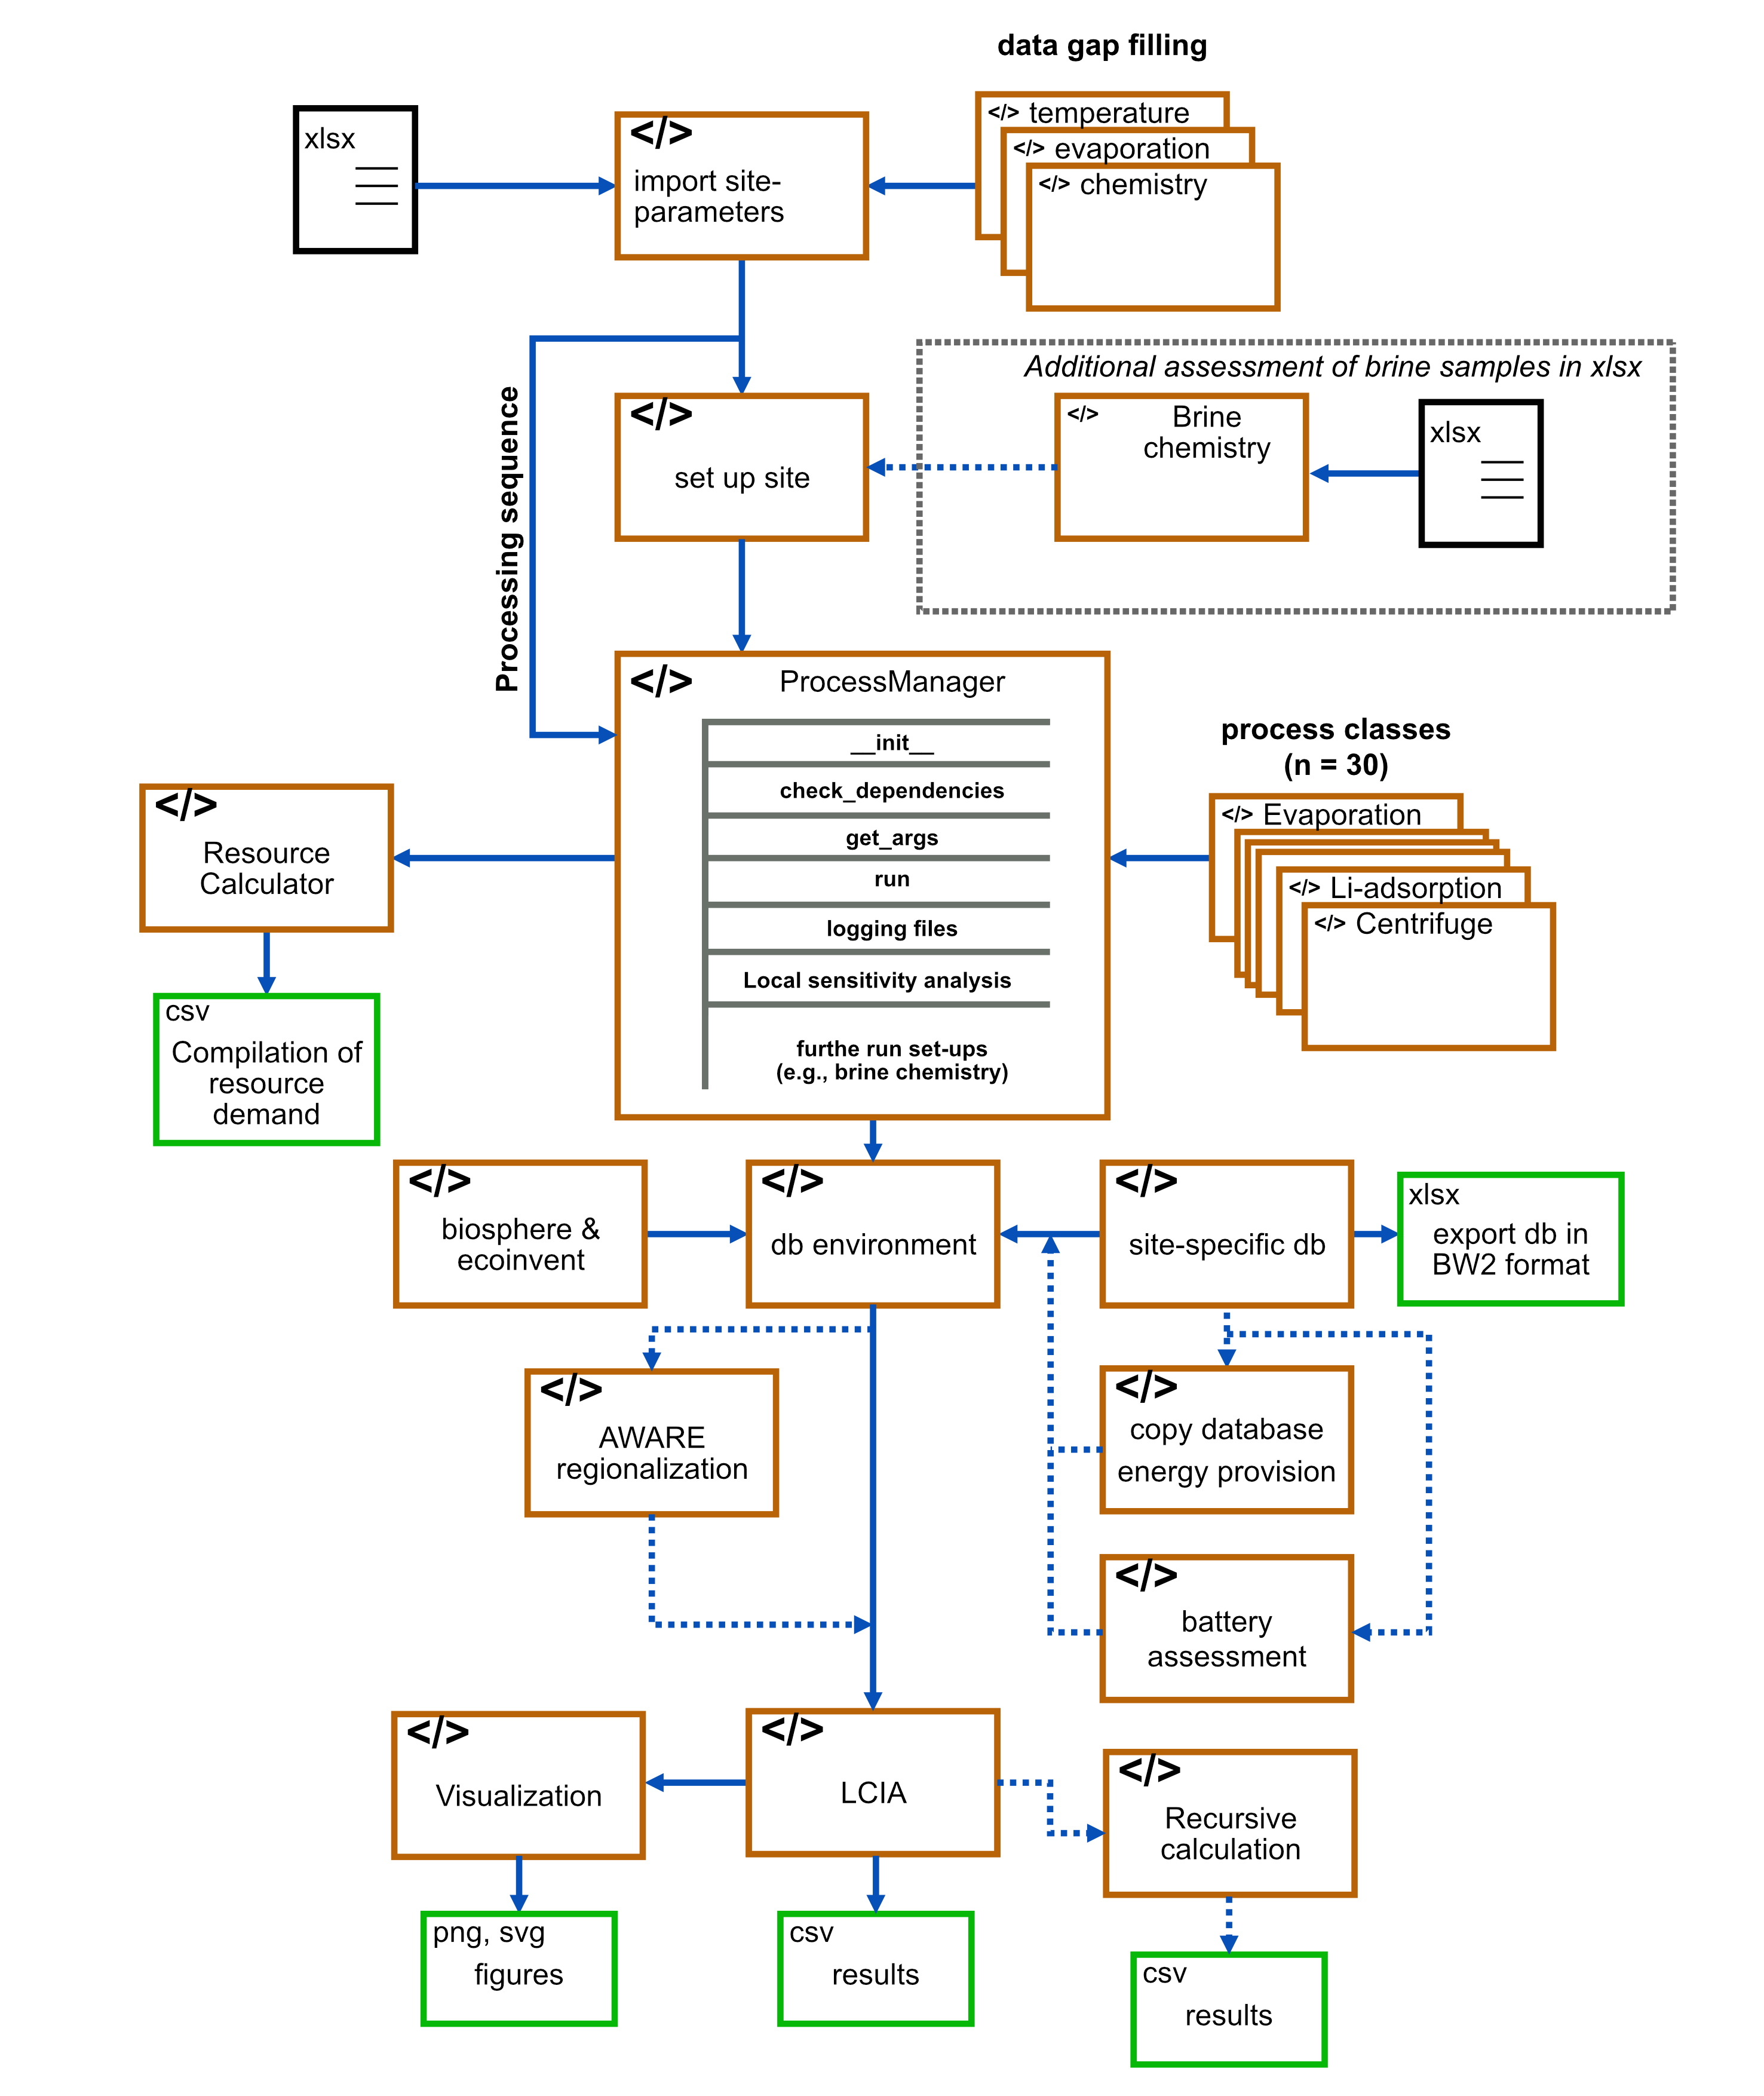 data gap filling
xlsx
</>
import site-
parameters
</> temperature
</> evaporation
</> chemistry
Processing sequence
</>
set up site
Additional assessment of brine samples in xlsx
</>
Brine
chemistry
xlsx
</>
ProcessManager
__init__
check_dependencies
get_args
run
logging files
Local sensitivity analysis
furthe run set-ups
(e.g., brine chemistry)
process classes
(n = 30)
</> Evaporation
</> Li-adsorption
</> Centrifuge
</>
Resource
Calculator
csv
Compilation of
resource
demand
</>
biosphere &
ecoinvent
</>
db environment
</>
site-specific db
xlsx
export db in
BW2 format
</>
AWARE
regionalization
</>
copy database
energy provision
</>
battery
assessment
</>
Visualization
</>
LCIA
</>
Recursive
calculation
png, svg
figures
csv
results
csv
results